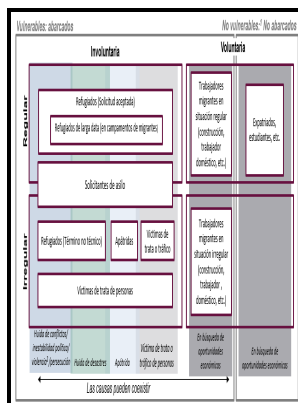 Vulnerables: abarcados
No vulnerables: No abarcados
Involuntaria
Voluntaria
Regular
Refugiados (Solicitud aceptada)
Refugiados de larga data (en campamentos de migrantes)
Trabajadores
migrantes en
situación regular
(construcción,
trabajador
doméstico, etc.)
Expatriados,
estudiantes, etc.
Solicitantes de asilo
Irregular
Refugiados (Término no técnico)
Apátridas
Víctimas de
trata o tráfico
Trabajadores
migrantes en
situación irregular
(construcción,
trabajador ,
doméstico, etc.)
Víctimas de trata de personas
Huida de conflictos/
inestabilidad política/
violencia /persecución
Huida de desastres
Apátrida
Víctima de trata o
tráfico de personas
En búsqueda de
oportunidades
económicas
En búsqueda de
oportunidades económicas
Las causas pueden coexistir